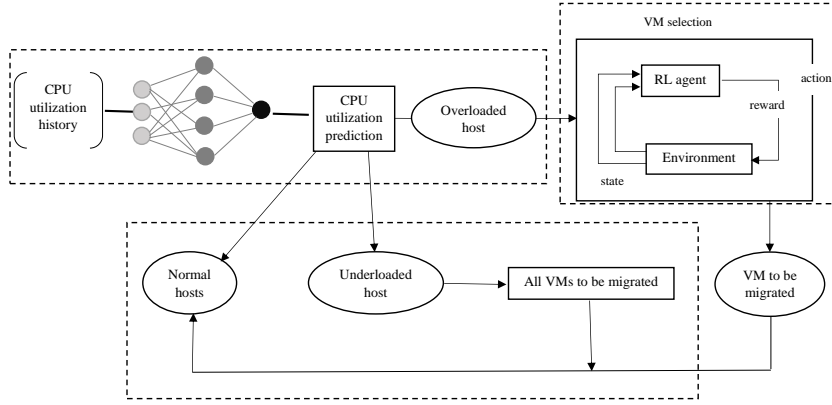 VM selection
CPU
utilization
history
CPU
utilization
prediction
Overloaded
host
RL agent
action
reward
Environment
state
Normal
hosts
Underloaded
host
All VMs to be migrated
VM to be
migrated